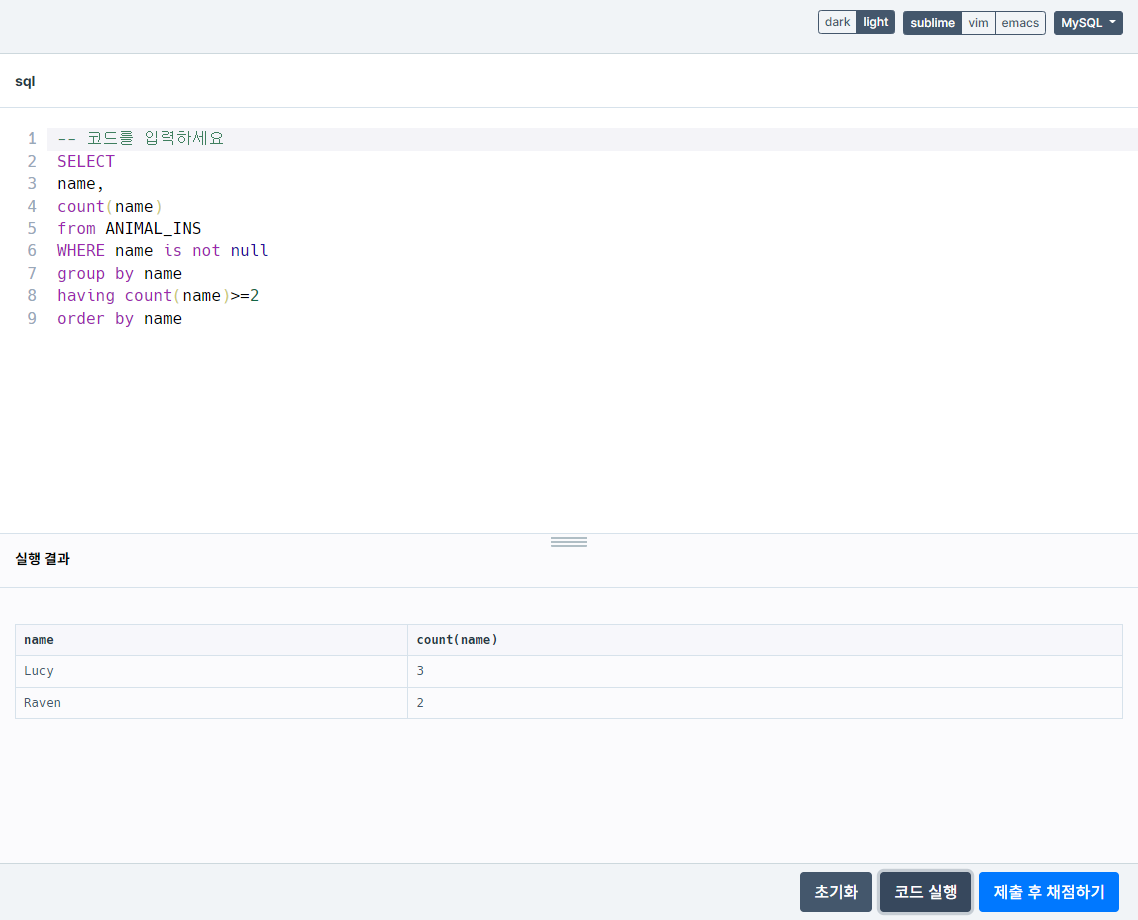 dark light sublime vim emacs MySQL
sql
1 -- 코드를 입력하세요
2 SELECT
3 name,
4 count(name)
5 from ANIMAL_INS
6 WHERE name is not null
7 group by name
8 having count(name)>=2
9 order by name
실행 결과
name count(name)
Lucy 3
Raven 2
초기화 코드 실행 제출 후 채점하기